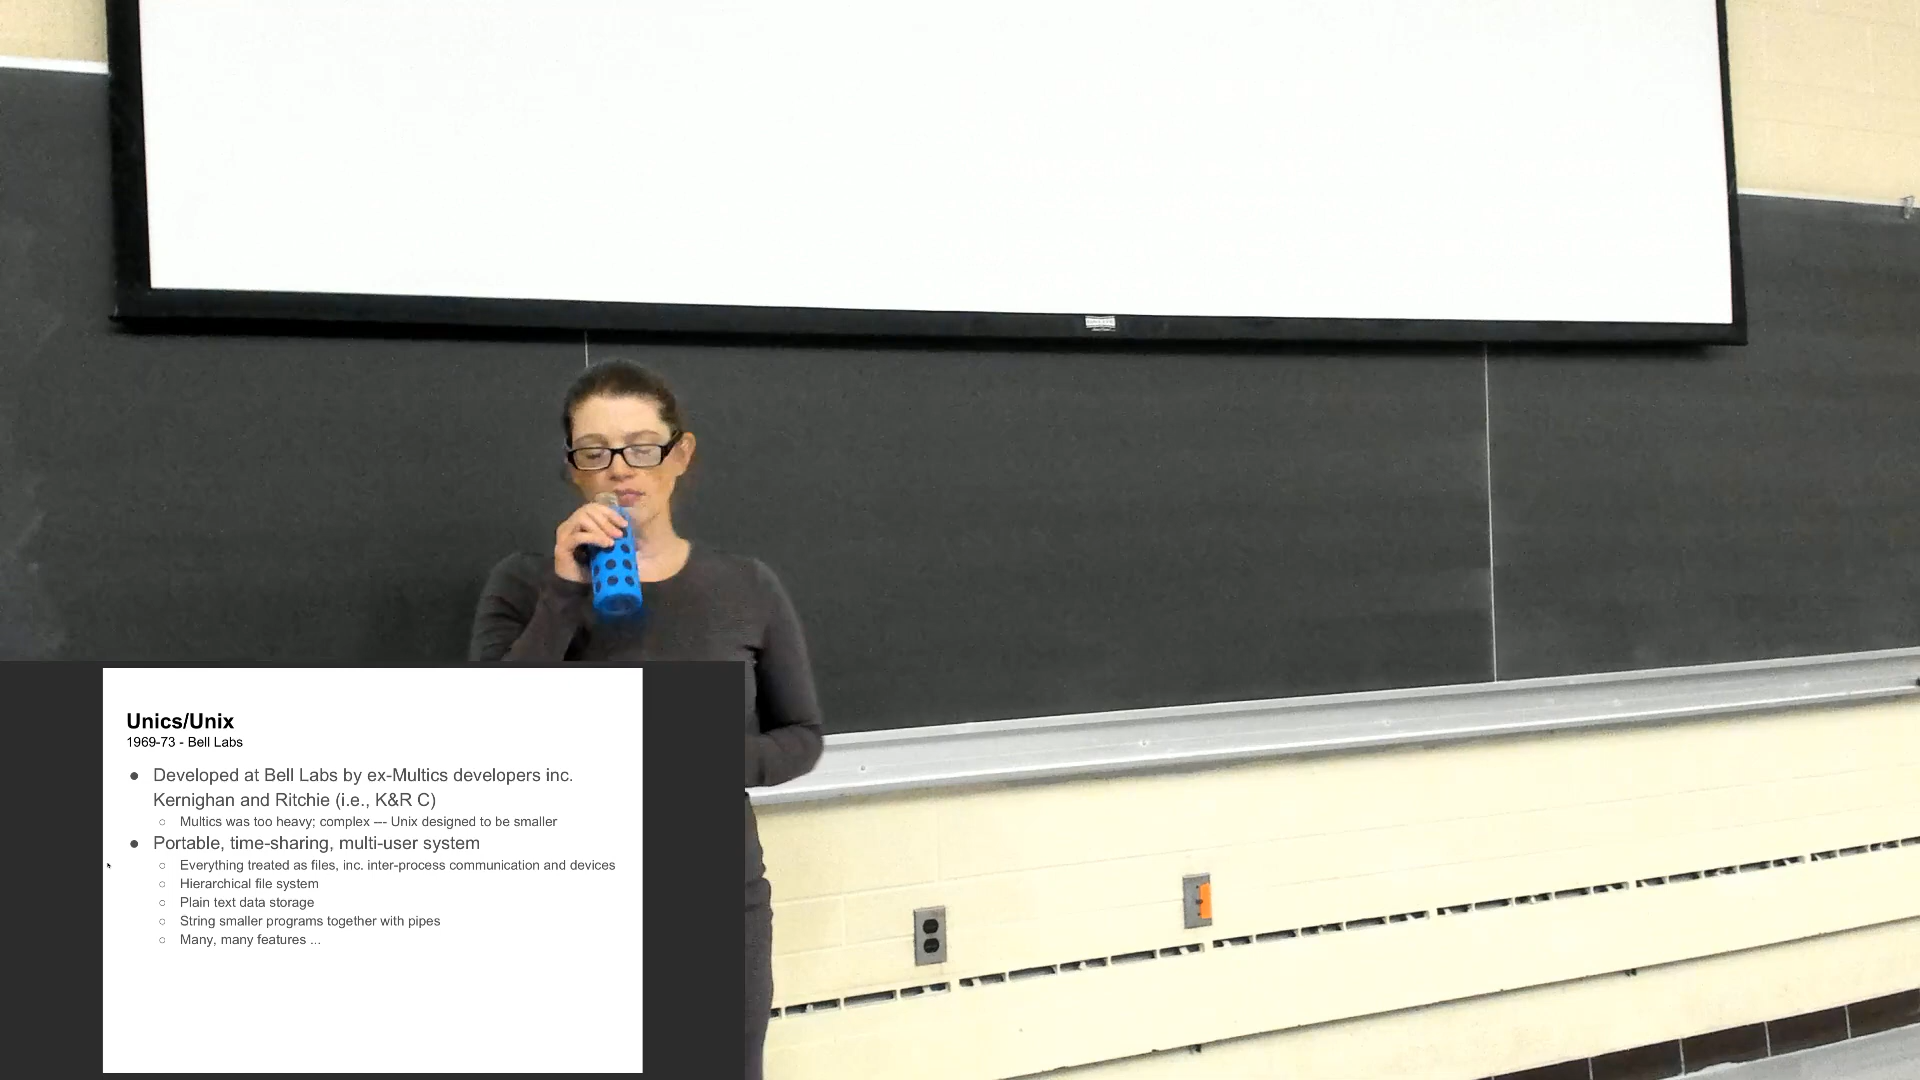 Unics/Unix
1969-73 - Bell Labs
● Developed at Bell Labs by ex-Multics developers inc.
Kernighan and Ritchie (i.e., K&R C)
○ Multics was too heavy; complex --- Unix designed to be smaller
● Portable, time-sharing, multi-user system
○ Everything treated as files, inc. inter-process communication and devices
○ Hierarchical file system
○ Plain text data storage
○ String smaller programs together with pipes
○ Many, many features ...